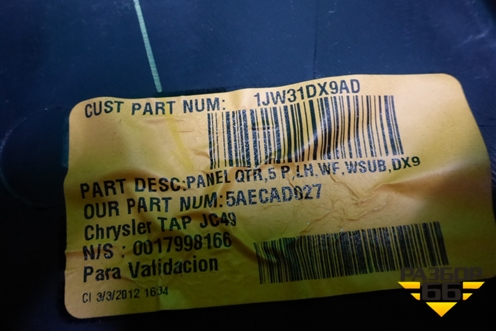 CUST PART NUM: 1JW31DX9AD
PART DESC:PANEL QTR,5 P,LH,WF,WSUB,DX9
OUR PART NUM:5AECAD027
Chrysler TAP JC49
N/S : 0017998166
Para Validacion
CI 3/3/2012 16:34
РАЗБОР
66